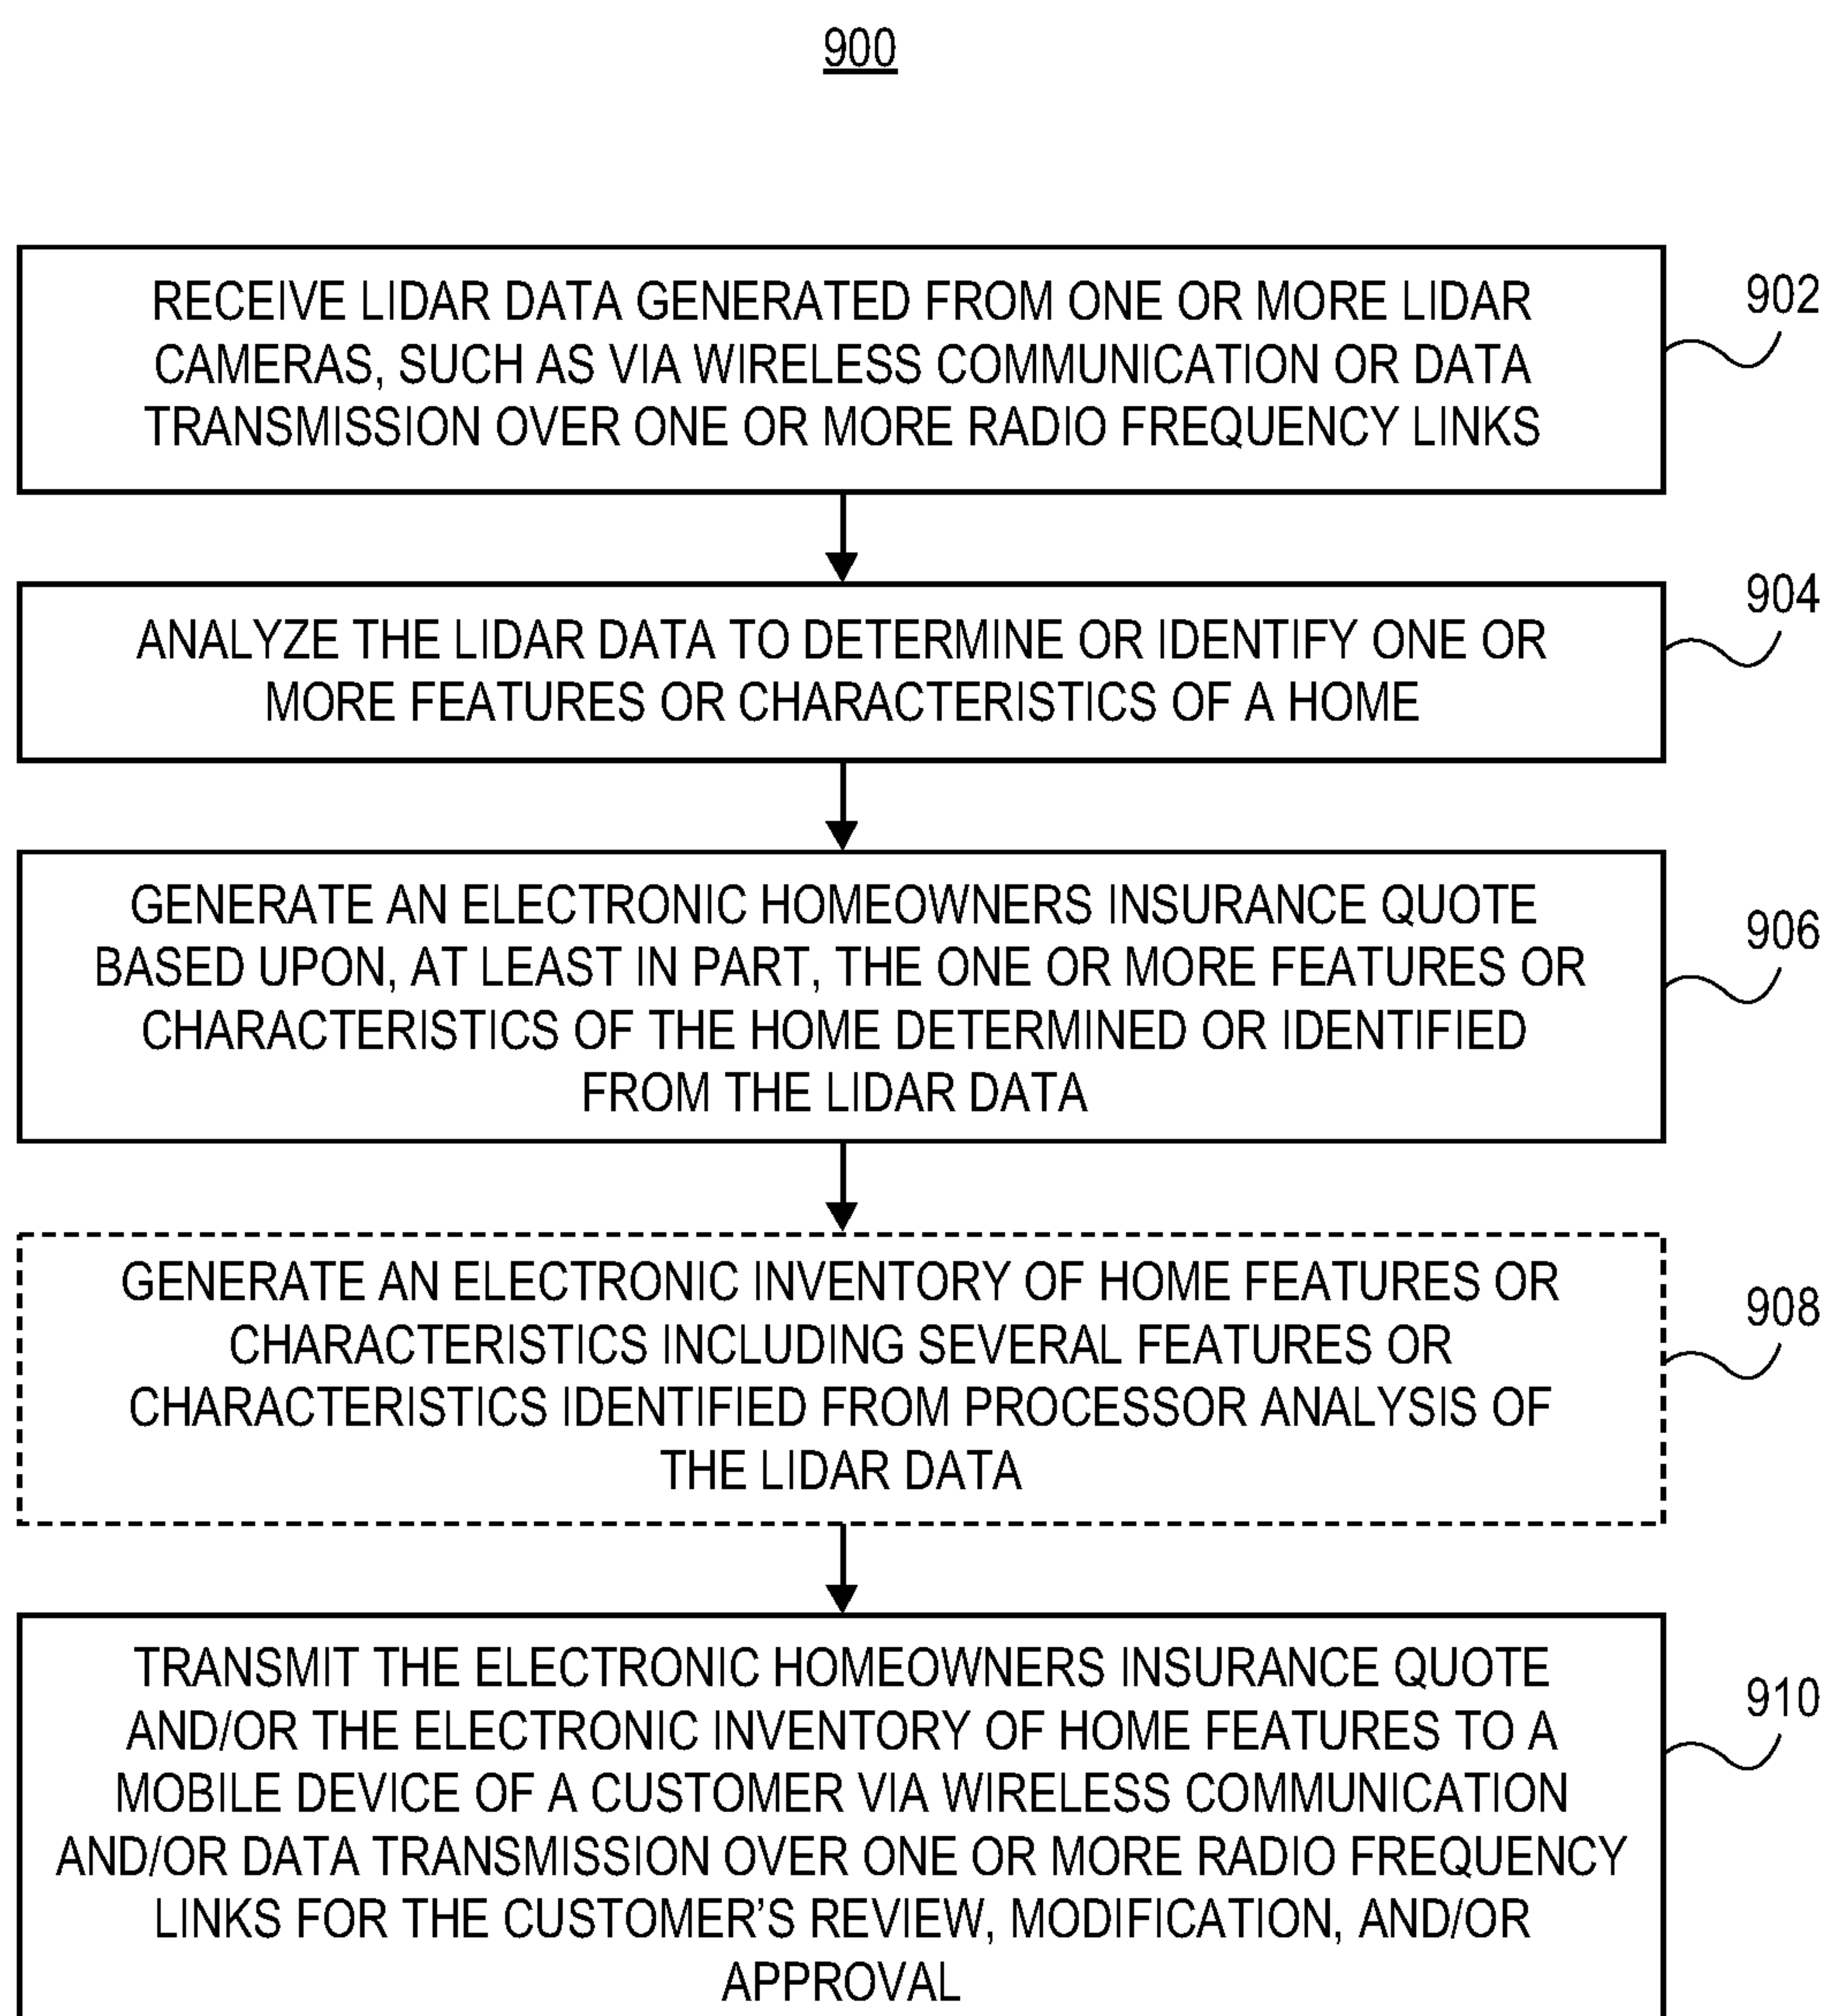 900
RECEIVE LIDAR DATA GENERATED FROM ONE OR MORE LIDAR
CAMERAS, SUCH AS VIA WIRELESS COMMUNICATION OR DATA
TRANSMISSION OVER ONE OR MORE RADIO FREQUENCY LINKS
902
ANALYZE THE LIDAR DATA TO DETERMINE OR IDENTIFY ONE OR
MORE FEATURES OR CHARACTERISTICS OF A HOME
904
GENERATE AN ELECTRONIC HOMEOWNERS INSURANCE QUOTE
BASED UPON, AT LEAST IN PART, THE ONE OR MORE FEATURES OR
CHARACTERISTICS OF THE HOME DETERMINED OR IDENTIFIED
FROM THE LIDAR DATA
906
GENERATE AN ELECTRONIC INVENTORY OF HOME FEATURES OR
CHARACTERISTICS INCLUDING SEVERAL FEATURES OR
CHARACTERISTICS IDENTIFIED FROM PROCESSOR ANALYSIS OF
THE LIDAR DATA
908
TRANSMIT THE ELECTRONIC HOMEOWNERS INSURANCE QUOTE
AND/OR THE ELECTRONIC INVENTORY OF HOME FEATURES TO A
MOBILE DEVICE OF A CUSTOMER VIA WIRELESS COMMUNICATION
AND/OR DATA TRANSMISSION OVER ONE OR MORE RADIO FREQUENCY
LINKS FOR THE CUSTOMER’S REVIEW, MODIFICATION, AND/OR
APPROVAL
910